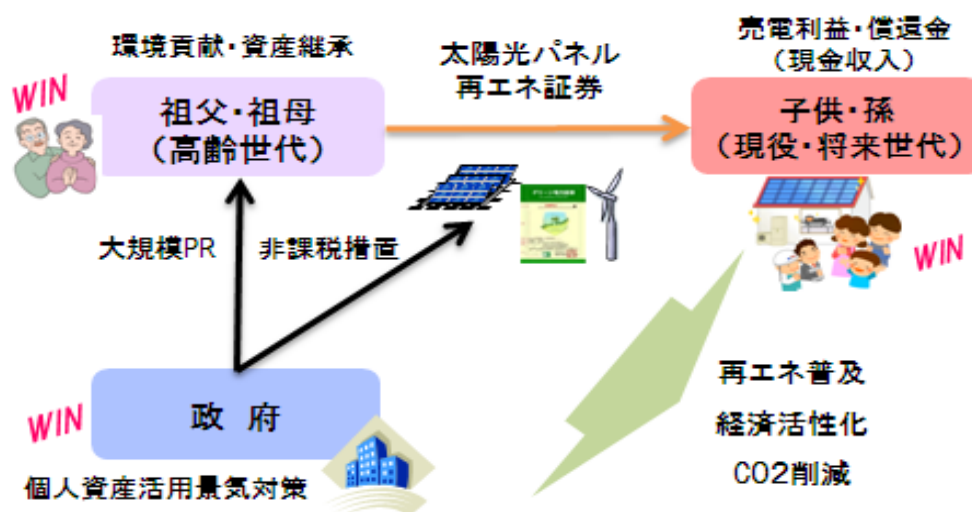 環境貢献・資産継承
WIN
祖父・祖母
（高齢世代）
太陽光パネル
再エネ証券
売電利益・償還金
（現金収入）
子供・孫
（現役・将来世代）
WIN
大規模PR
非課税措置
WIN
政 府
個人資産活用景気対策
再エネ普及
経済活性化
CO2削減